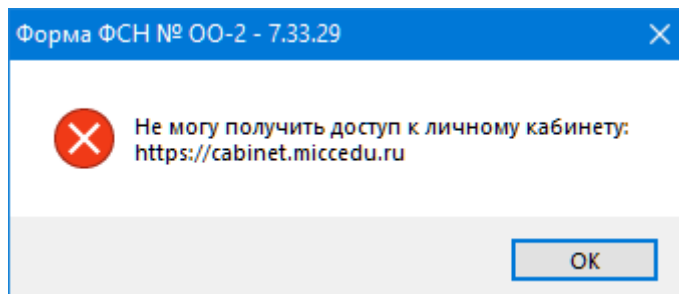 Форма ФСН № ОО-2 - 7.33.29
Не могу получить доступ к личному кабинету:
https://cabinet.miccedu.ru
OK